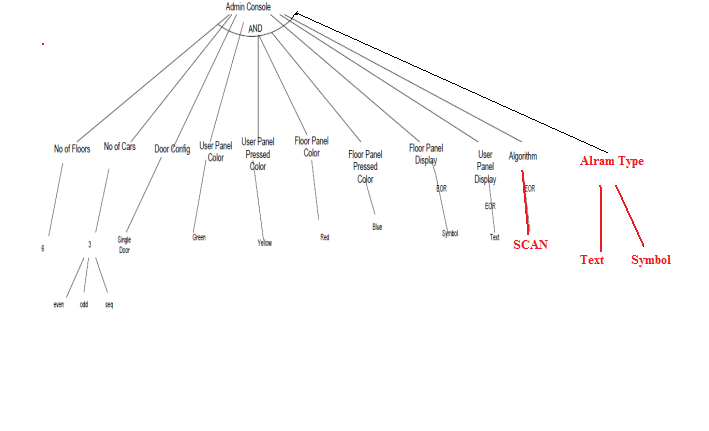 Admin Console
AND
No of Floors
No of Cars
Door Config
User Panel
Color
User Panel
Pressed
Color
Floor Panel
Color
Floor Panel
Pressed
Color
Floor Panel
Display
User
Panel
Display
Algorithm
Alram Type
EOR
EOR
EOR
6
3
Single
Door
Green
Yellow
Red
Blue
Symbol
Text
SCAN
Text
Symbol
even
odd
seq